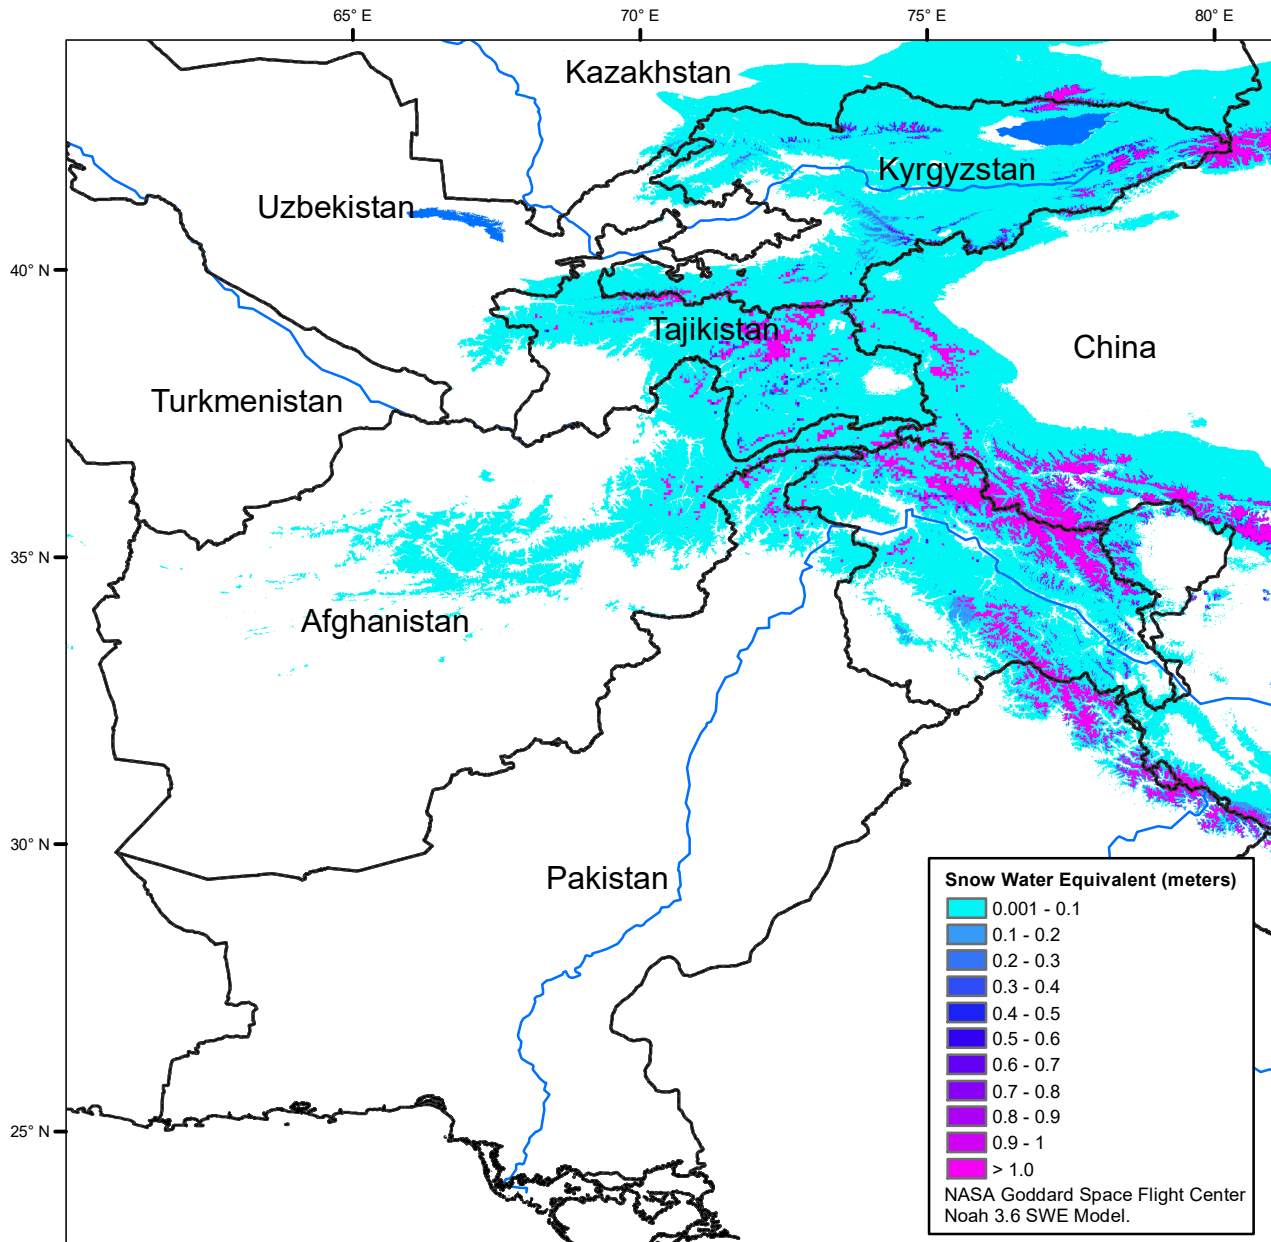 65° E
70° E
75° E
80° E
Kazakhstan
Kyrgyzstan
Uzbekistan
40° N
Tajikistan
China
Turkmenistan
35° N
Afghanistan
30° N
Pakistan
25° N
Snow Water Equivalent (meters)
0.001 - 0.1
0.1 - 0.2
0.2 - 0.3
0.3 - 0.4
0.4 - 0.5
0.5 - 0.6
0.6 - 0.7
0.7 - 0.8
0.8 - 0.9
0.9 - 1
> 1.0
NASA Goddard Space Flight Center
Noah 3.6 SWE Model.